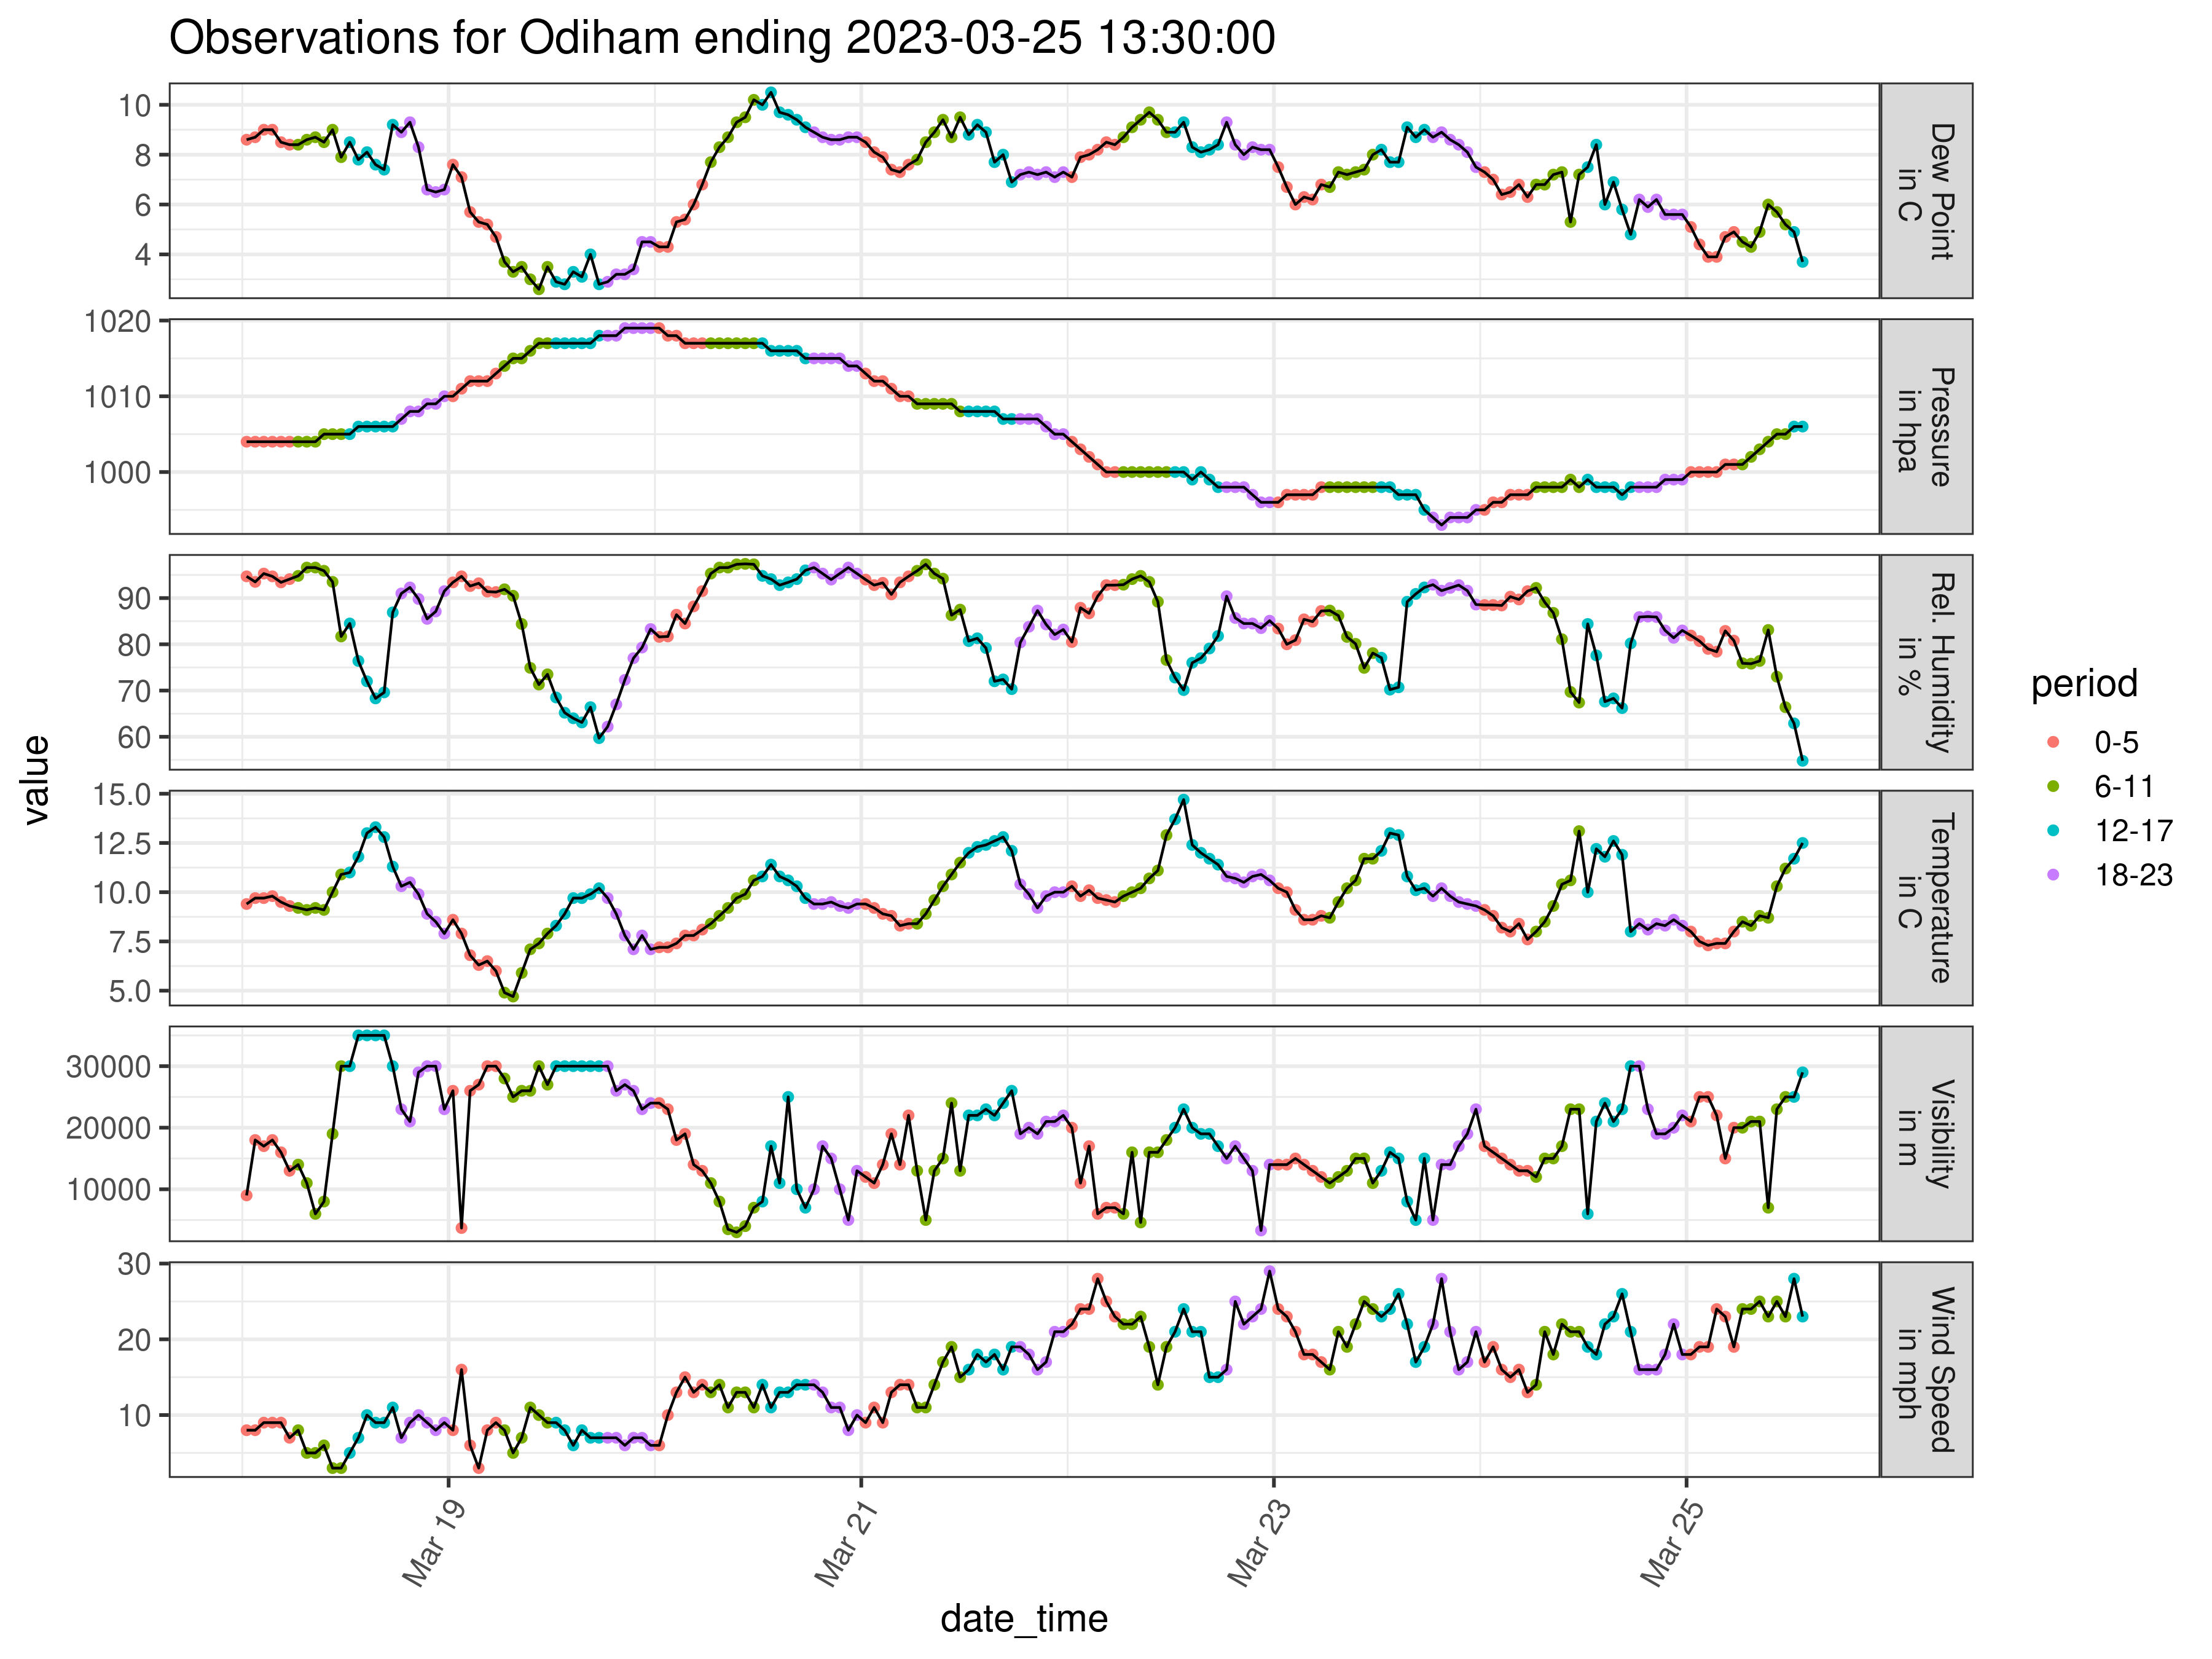 Observations for Odiham ending 2023-03-25 13:30:00
10
8
6
4
Dew Point
in C
1020
1010
1000
Pressure
in hpa
90
80
70
60
Rel. Humidity
in %
15.0
12.5
10.0
7.5
5.0
Temperature
in C
30000
20000
10000
Visibility
in m
30
20
10
Wind Speed
in mph
value
Mar 19
Mar 21
Mar 23
Mar 25
date_time
period
0-5
6-11
12-17
18-23